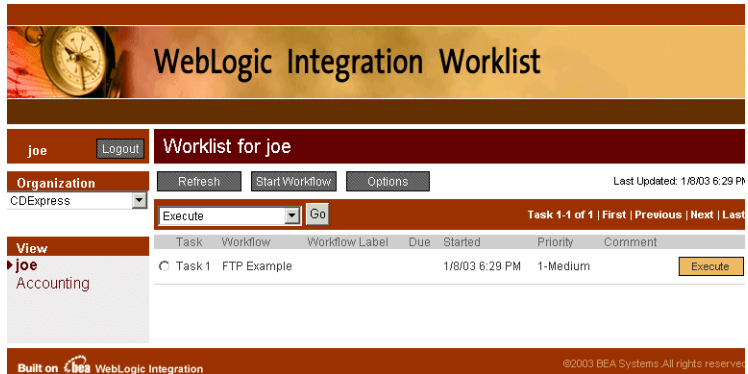 WebLogic Integration Worklist
joe Logout
Worklist for joe
Organization
CDExpress
Refresh Start Workflow Options Last Updated: 1/8/03 6:29 PM
Execute Go Task 1-1 of 1 | First | Previous | Next | Last
View
joe
Accounting
Task Workflow Workflow Label Due Started Priority Comment
Task 1 FTP Example 1/8/03 6:29 PM 1-Medium Execute
Built on bea WebLogic Integration ©2003 BEA Systems.All rights reserved